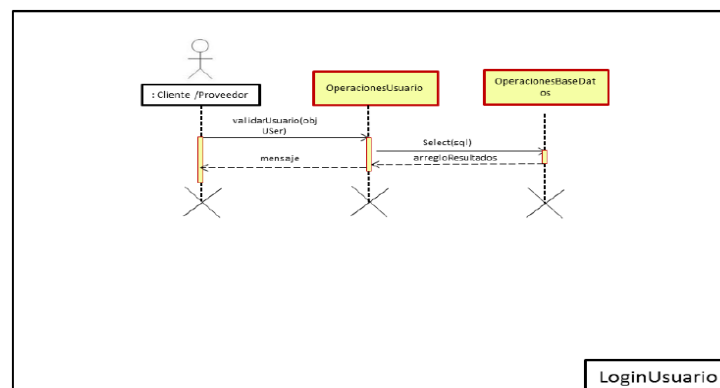 : Cliente /Proveedor
OperacionesUsuario
OperacionesBaseDat
os
validarUsuario(obj
USer)
Select(sql)
mensaje
arregloResultados
LoginUsuario